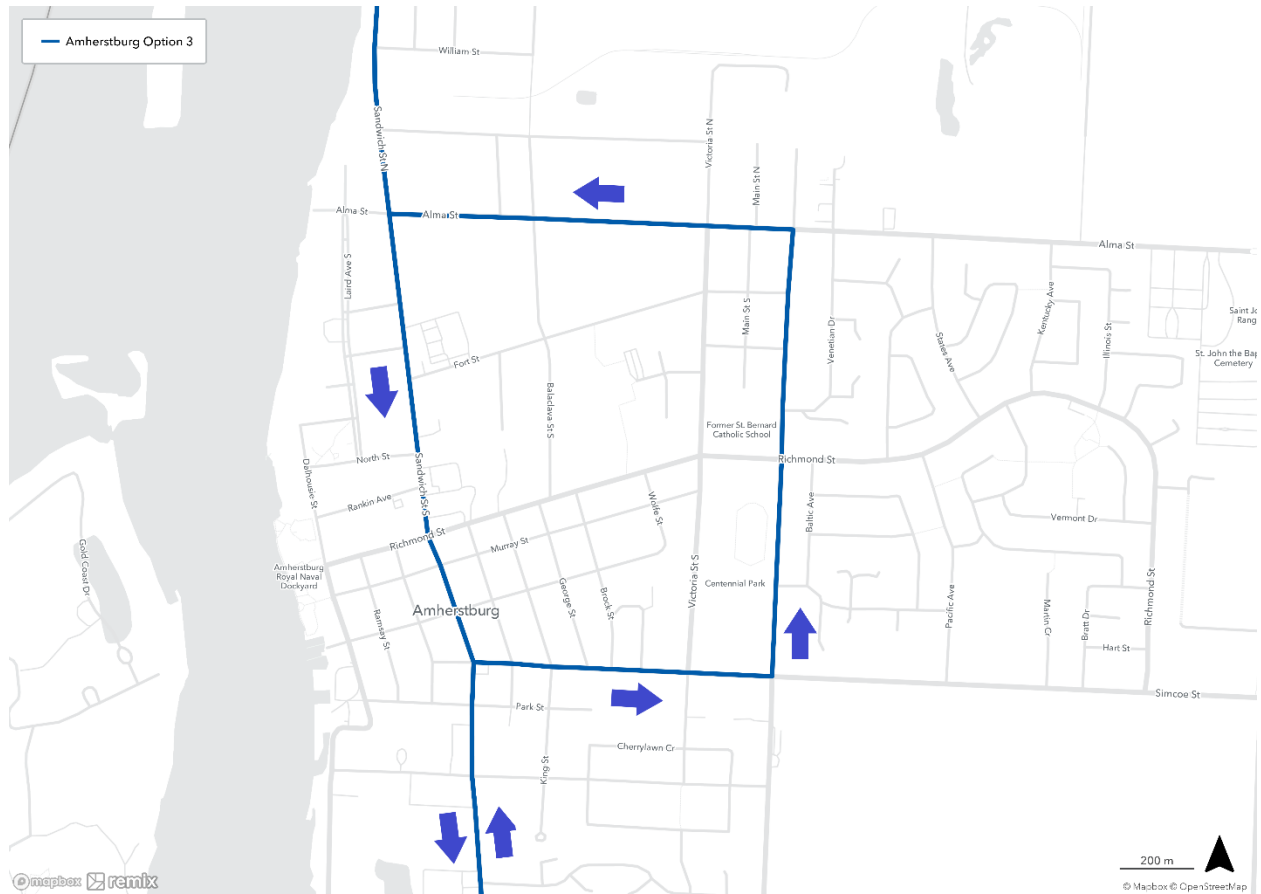 Amherstburg Option 3
William St
Sandwich St N
Victoria St N
Main St N
Alma St
Alma St
Alma St
Laird Ave S
Main St S
Venetian Dr
Kentucky Ave
States Ave
Illinois St
Saint Jo
Rang
St. John the Bap
Cemetery
Fort St
Balaclava St S
Former St. Bernard
Catholic School
North St
Sandwich St S
Richmond St
Dalhousie St
Rankin Ave
Wolfe St
Baltic Ave
Vermont Dr
Richmond St
Murray St
Gold Coast Dr
Amherstburg
Royal Naval
Dockyard
George St
Brock St
Victoria St S
Centennial Park
Pacific Ave
Martin Cr
Bratt Dr
Richmond St
Amherstburg
Ramsay St
Hart St
Simcoe St
Park St
Cherrylawn Cr
King St
200 m
mapbox remix
© Mapbox © OpenStreetMap